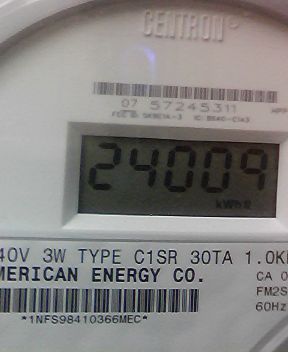 CENTRON
07 57245311
24009
kWh
40V 3W TYPE C1SR 30TA 1.0K
MERICAN ENERGY CO.
CA 0
FM2S
60Hz
*1NFS98410366MEC*